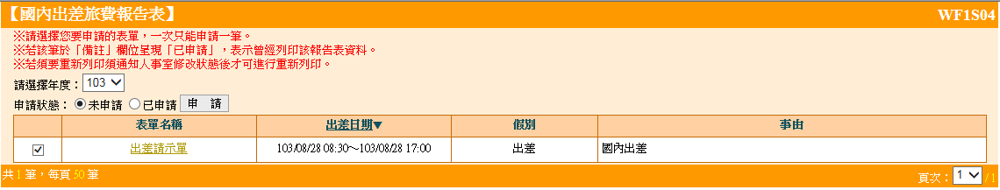 【國內出差旅費報告表】 WF1S04
※請選擇您要申請的表單，一次只能申請一筆。
※若該筆於「備註」欄位呈現「已申請」，表示曾經列印該報告表資料。
※若須要重新列印須通知人事室修改狀態後才可進行重新列印。
請選擇年度：103
申請狀態： 未申請 已申請 申 請
表單名稱 出差日期▼ 假別 事由
出差請示單 103/08/28 08:30～103/08/28 17:00 出差 國內出差
共 1 筆，每頁 50 筆 頁次：1 / 1